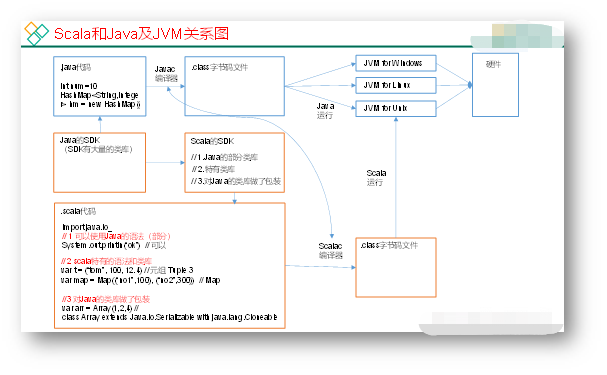 Scala和Java及JVM关系图
.java代码
Int num=10
HashMap<String,Intege
r> hm = new HashMap()
Javac
编译器
.class字节码文件
JVM for Windows
JVM for Linux
JVM for Unix
硬件
Java
运行
Java的SDK
（SDK有大量的类库）
Scala的SDK
//1.Java的部分类库
//2.特有类库
//3.对Java的类库做了包装
Scala
运行
.scala代码
import java.io._
//1 可以使用Java的语法（部分）
System.out.println("ok") //可以
//2 scala特有的语法和类库
var t = ("tom", 100, 12.4) //元组 Tuple 3
var map = Map(("no1",100), ("no2",300)) // Map
//3 对Java的类库做了包装
var arr = Array(1,2,4) //
class Array extends Java.io.Serializable with java.lang.Cloneable
Scalac
编译器
.class字节码文件